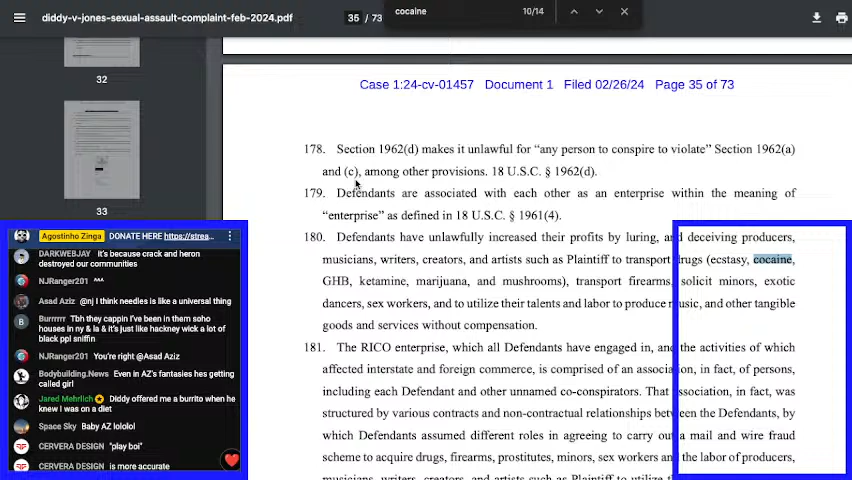 diddy-v-jones-sexual-assault-complaint-feb-2024.pdf
35 / 73
cocaine
10/14
32
33
Case 1:24-cv-01457 Document 1 Filed 02/26/24 Page 35 of 73
178. Section 1962(d) makes it unlawful for “any person to conspire to violate” Section 1962(a)
and (c), among other provisions. 18 U.S.C. § 1962(d).
179. Defendants are associated with each other as an enterprise within the meaning of
“enterprise” as defined in 18 U.S.C. § 1961(4).
180. Defendants have unlawfully increased their profits by luring, and deceiving producers,
musicians, writers, creators, and artists such as Plaintiff to transport drugs (ecstasy, cocaine,
GHB, ketamine, marijuana, and mushrooms), transport firearms, solicit minors, exotic
dancers, sex workers, and to utilize their talents and labor to produce music, and other tangible
goods and services without compensation.
181. The RICO enterprise, which all Defendants have engaged in, and the activities of which
affected interstate and foreign commerce, is comprised of an association, in fact, of persons,
including each Defendant and other unnamed co-conspirators. That association, in fact, was
structured by various contracts and non-contractual relationships between the Defendants, by
which Defendants assumed different roles in agreeing to carry out a mail and wire fraud
scheme to acquire drugs, firearms, prostitutes, minors, sex workers and the labor of producers,
musicians, writers, creators, and artists such as Plaintiff to utilize
Agostinho Zinga DONATE HERE https://strea...
DARKWEBJAY it's because crack and heron
destroyed our communities
NJRanger201 ^^^
Asad Aziz @nj I think needles is like a universal thing
B Burrrrr Tbh they cappin I've been in them soho
houses in ny & la & it's just like hackney wick a lot of
black ppl sniffin
NJRanger201 You're right @Asad Aziz
Bodybuilding.News Even in AZ's fantasies hes getting
called girl
Jared Mehrlich Diddy offered me a burrito when he
knew I was on a diet
Space Sky Baby AZ lololol
CERVERA DESIGN "play boi"
CERVERA DESIGN is more accurate